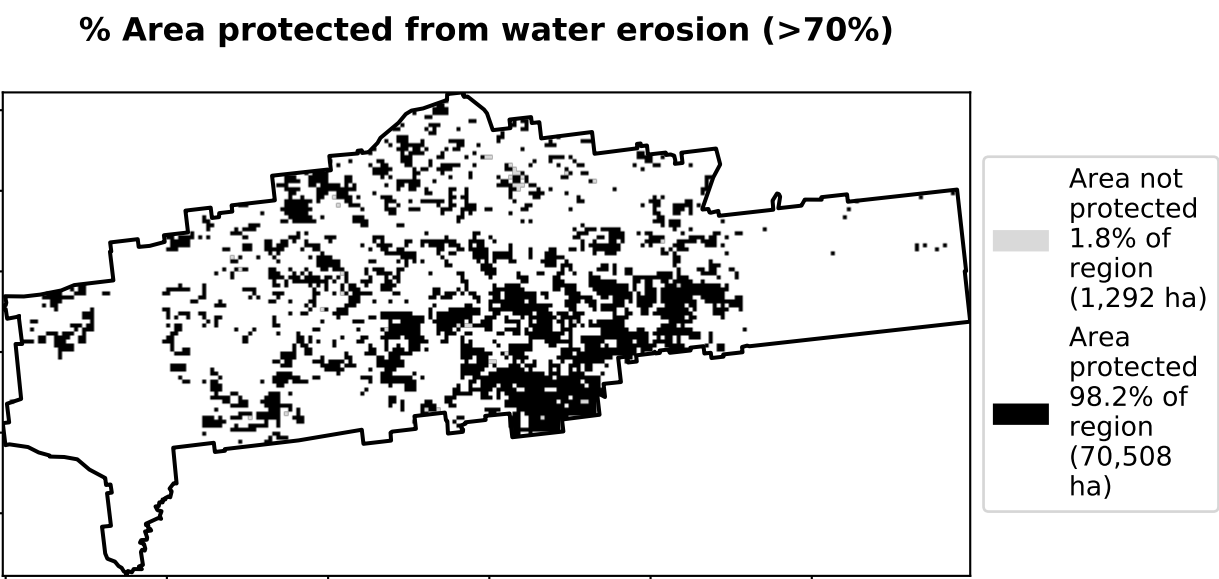 % Area protected from water erosion (>70%)
Area not
protected
1.8% of
region
(1,292 ha)
Area
protected
98.2% of
region
(70,508
ha)